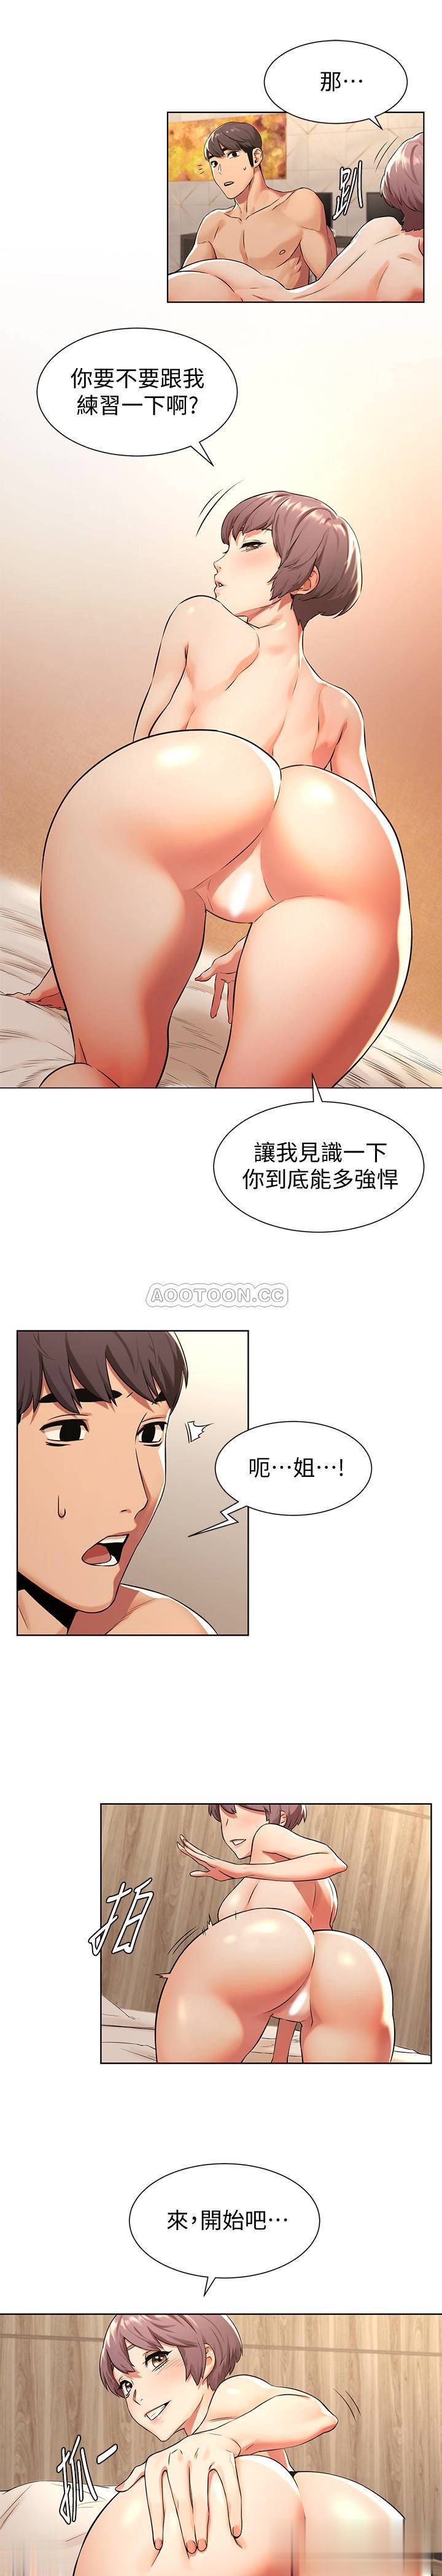 那…
趴
你要不要跟我
練習一下啊?
讓我見識一下
你到底能多強悍
AOOTOON.CC
呃…姐…!
拍
來，開始吧…
抓一